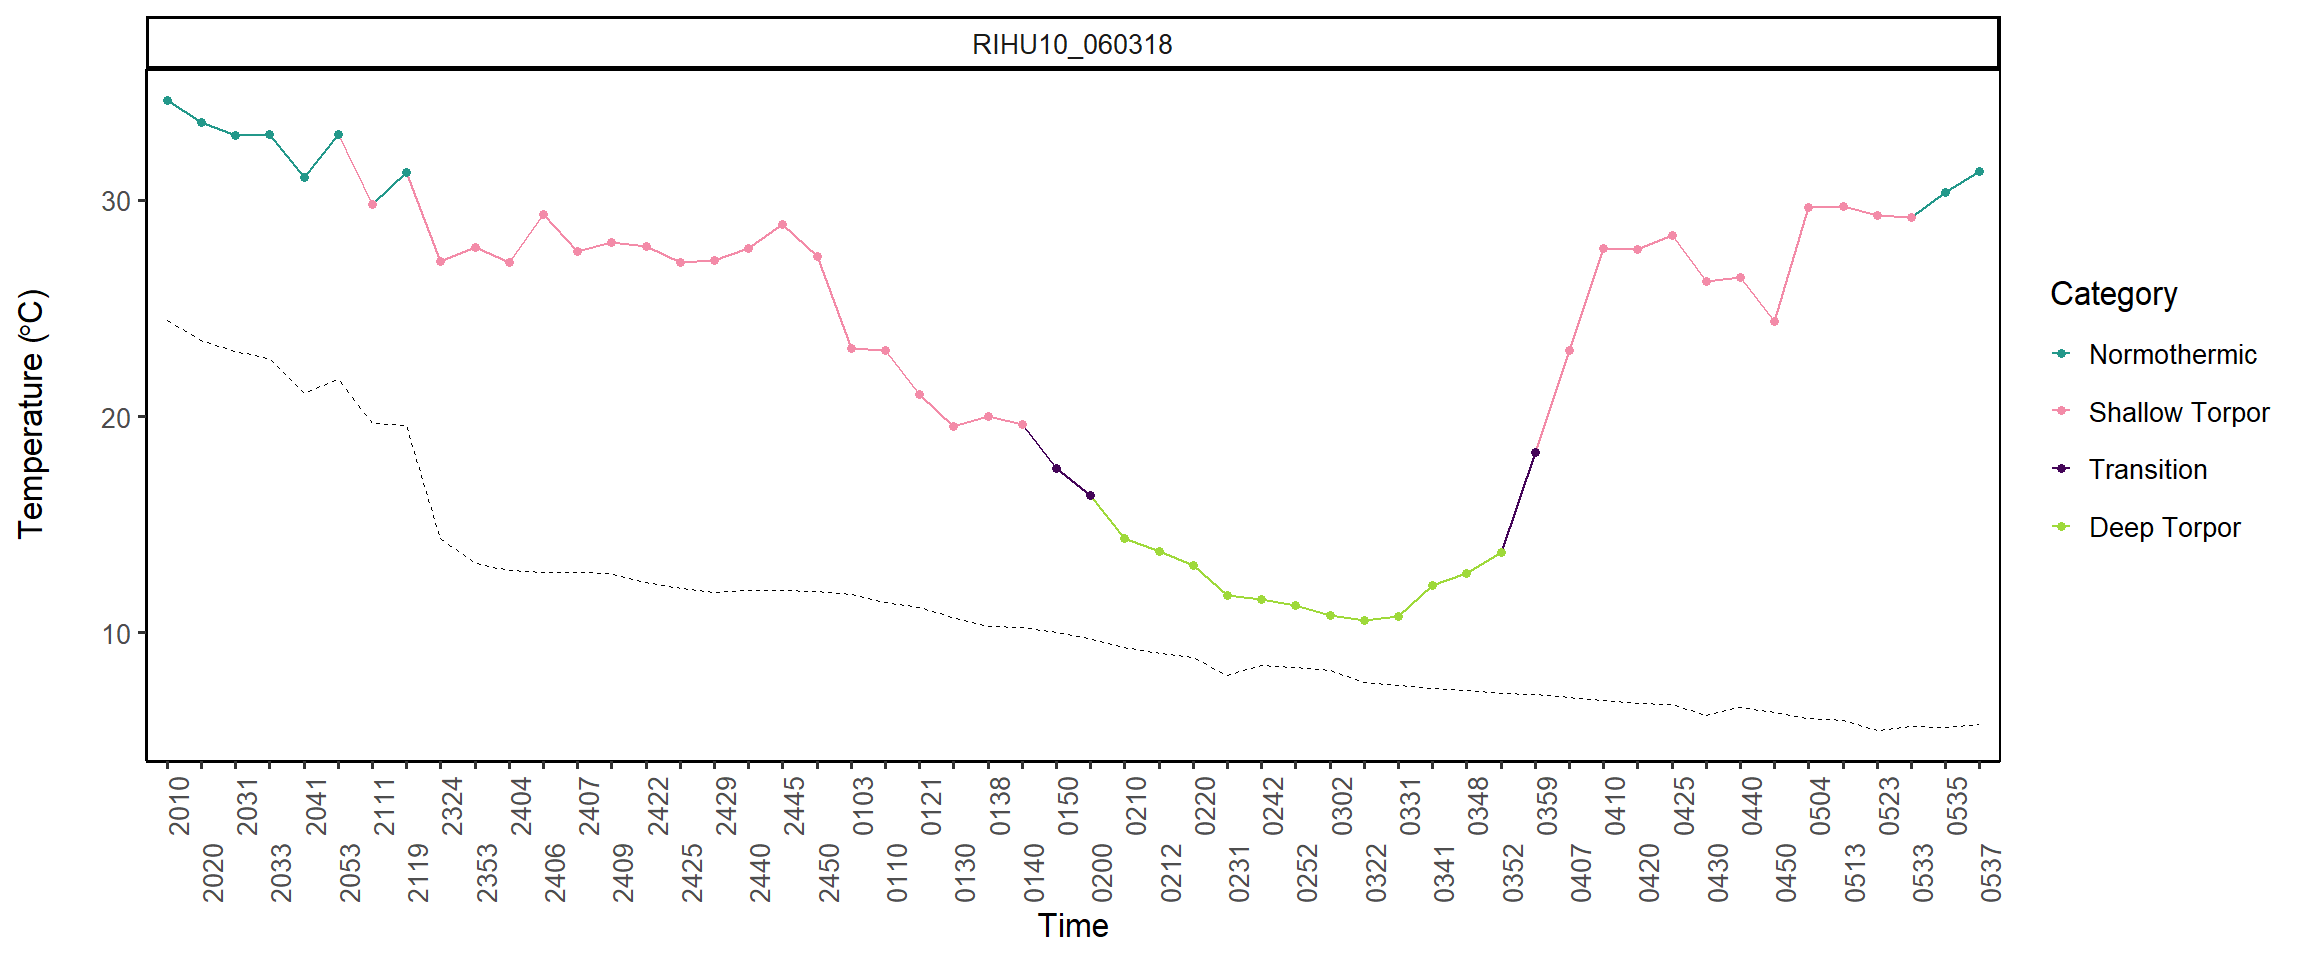 RIHU10_060318
Temperature (°C)
30
20
10
2010 2031 2041 2111 2324 2404 2407 2422 2429 2445 0103 0121 0138 0150 0210 0220 0242 0302 0331 0348 0359 0410 0425 0440 0504 0523 0535
2020 2033 2053 2119 2353 2406 2409 2425 2440 2450 0110 0130 0140 0200 0212 0231 0252 0322 0341 0352 0407 0420 0430 0450 0513 0533 0537
Time
Category
Normothermic
Shallow Torpor
Transition
Deep Torpor